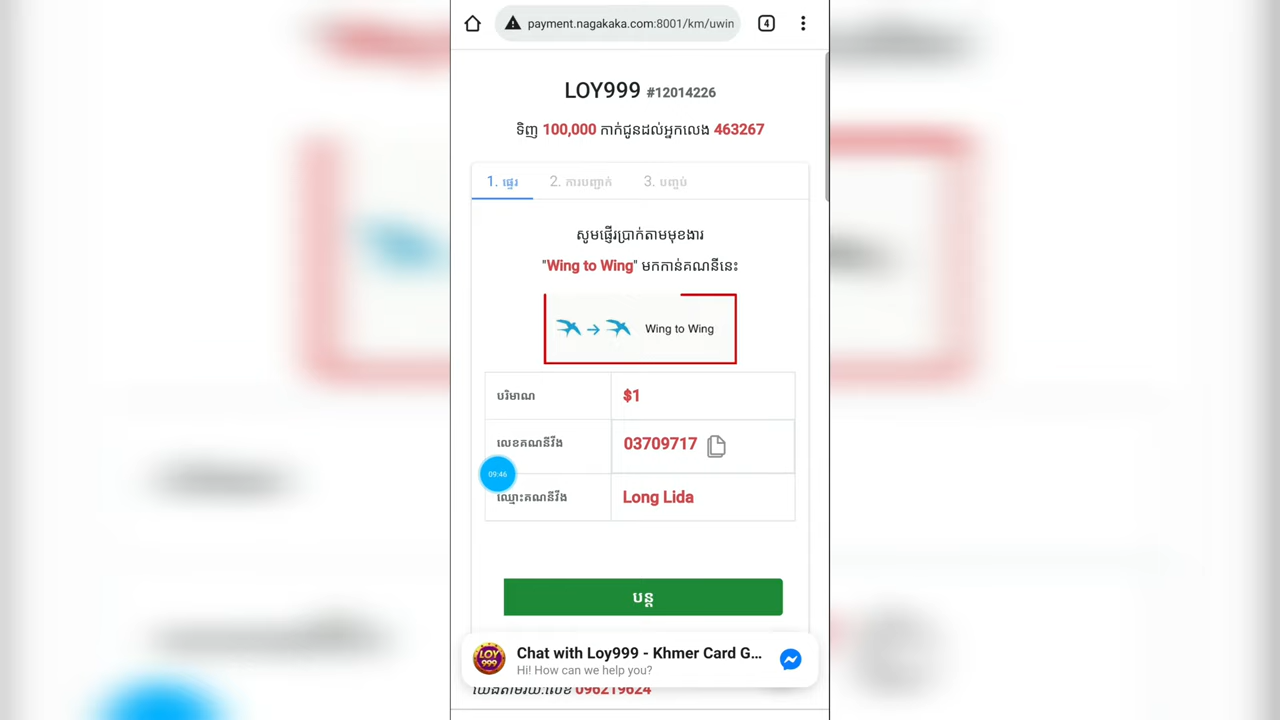 payment.nagakaka.com:8001/km/uwin
4
LOY999 #12014226
ទិញ 100,000 កាក់ជូនដល់អ្នកលេង 463267
1. ផ្ទេរ 2. ការបញ្ជាក់ 3. បញ្ចប់
សូមផ្ញើរប្រាក់តាមមុខងារ
"Wing to Wing" មកកាន់គណនីនេះ
Wing to Wing
បរិមាណ $1
លេខគណនីវីង 03709717
09:46
ឈ្មោះគណនីវីង Long Lida
បន្ត
LOY 999
Chat with Loy999 - Khmer Card G...
Hi! How can we help you?
096219624